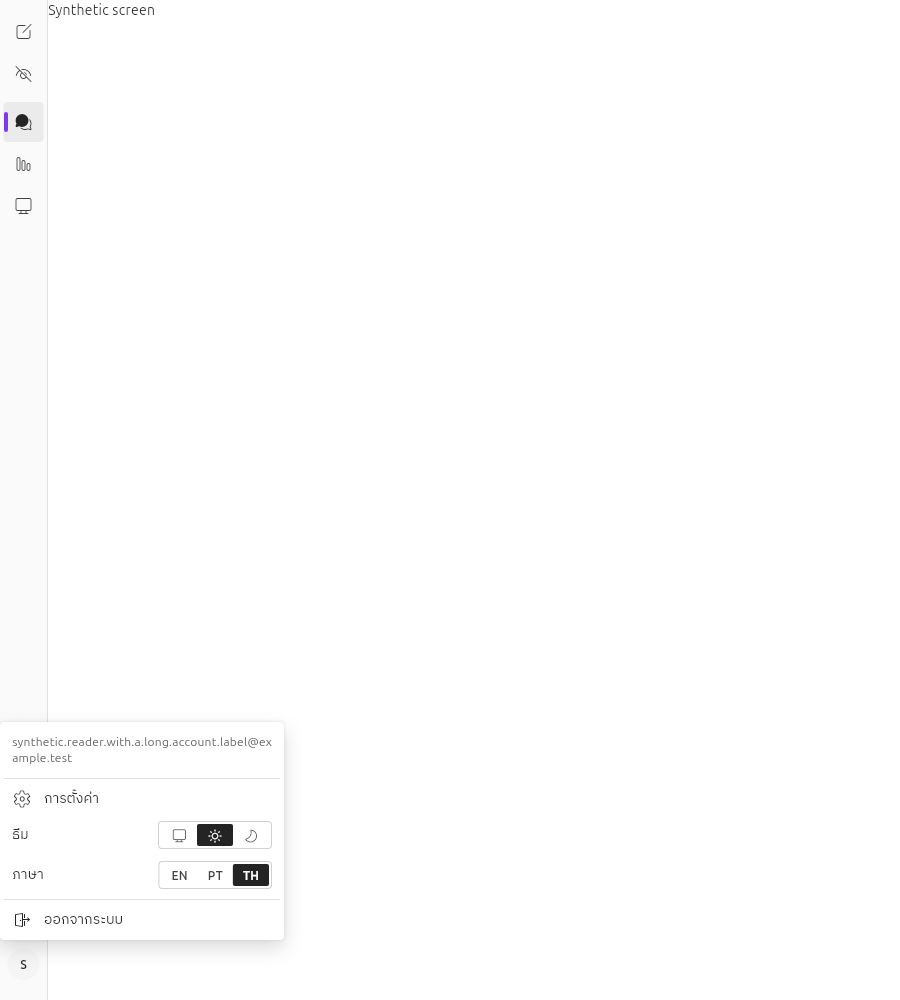 Synthetic screen
synthetic.reader.with.a.long.account.label@ex
ample.test
การตั้งค่า
ธีม
ภาษา
EN PT TH
ออกจากระบบ
S